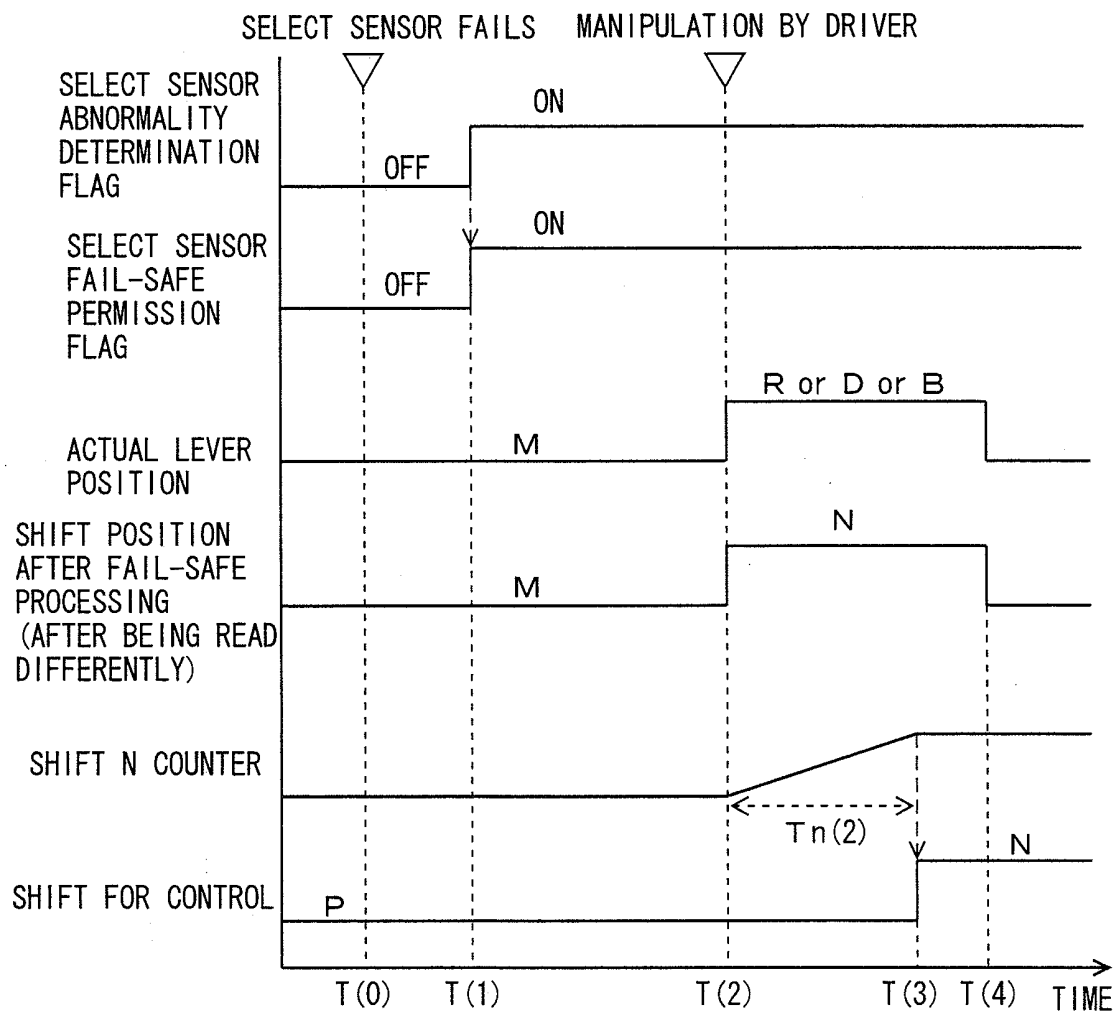 SELECT SENSOR FAILS MANIPULATION BY DRIVER
SELECT SENSOR
ABNORMALITY
DETERMINATION
FLAG
OFF
ON
SELECT SENSOR
FAIL-SAFE
PERMISSION
FLAG
OFF
ON
ACTUAL LEVER
POSITION
M
R or D or B
SHIFT POSITION
AFTER FAIL-SAFE
PROCESSING
(AFTER BEING READ
DIFFERENTLY)
M
N
SHIFT N COUNTER
Tn(2)
SHIFT FOR CONTROL
P
N
T(0) T(1) T(2) T(3) T(4) TIME